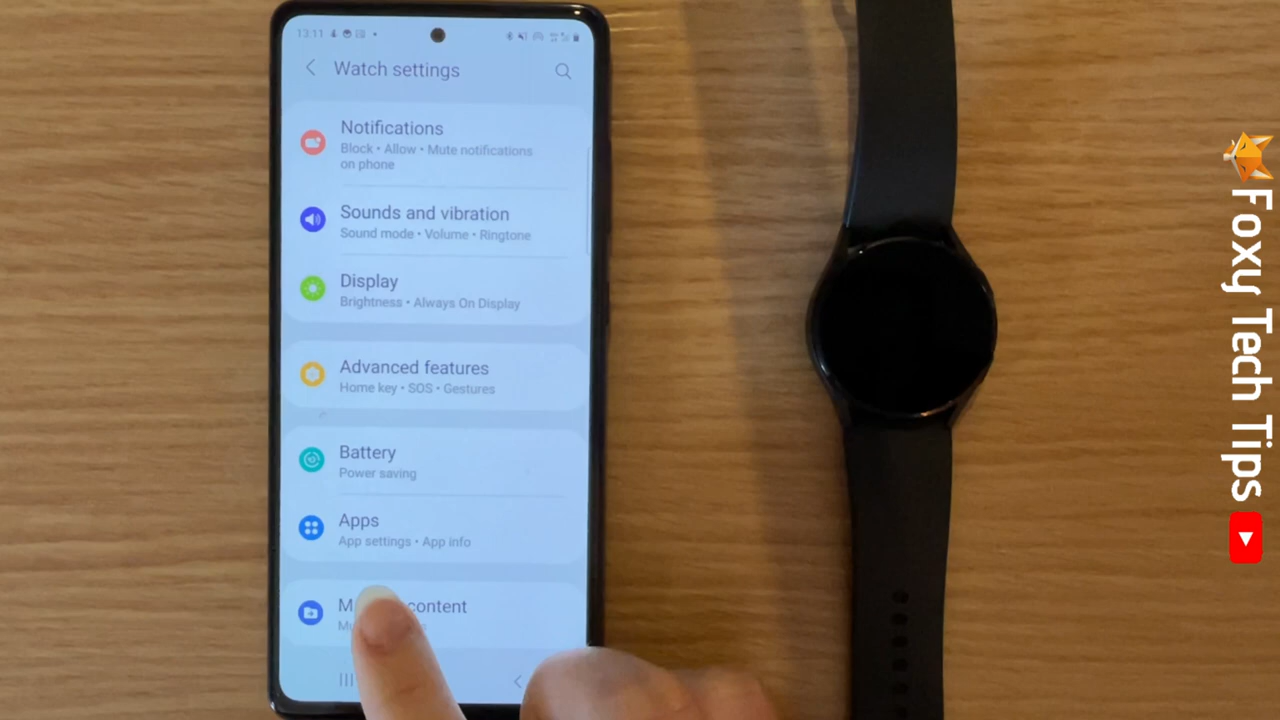 13:11
Watch settings
Notifications
Block • Allow • Mute notifications
on phone
Sounds and vibration
Sound mode • Volume • Ringtone
Display
Brightness • Always On Display
Advanced features
Home key • SOS • Gestures
Battery
Power saving
Apps
App settings • App info
content
Foxy Tech Tips